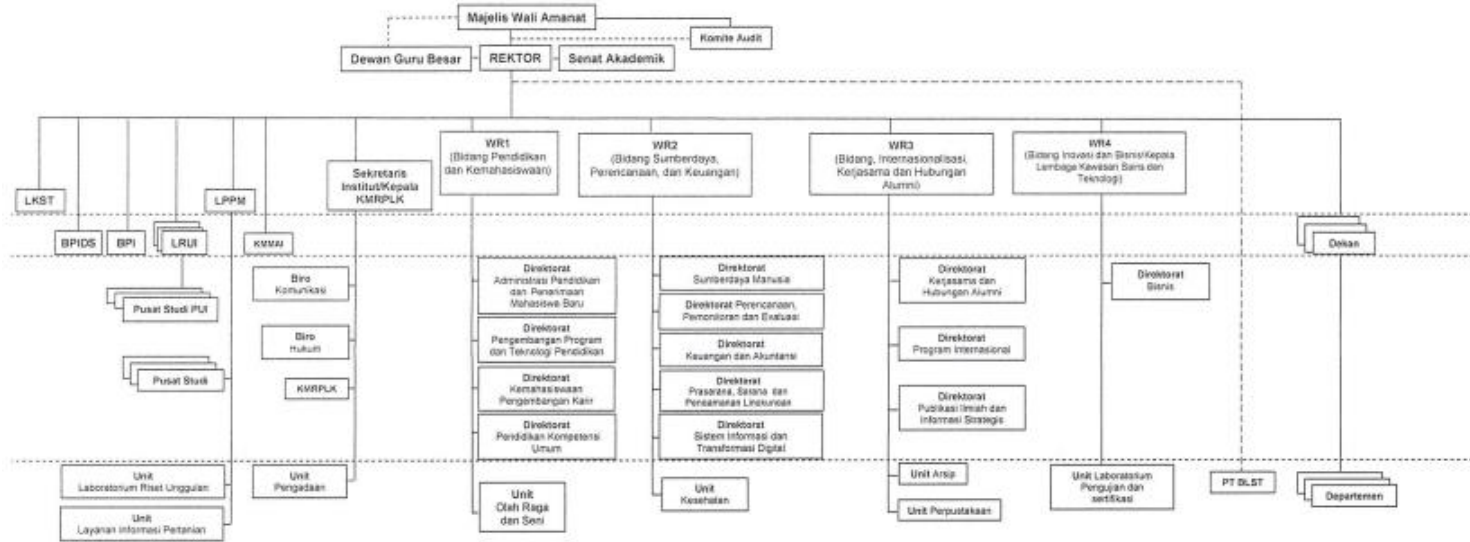 Majelis Wali Amanat
Komite Audit
Dewan Guru Besar
REKTOR
Senat Akademik
LKST
BPIDS
BPI
LRUI
LPPM
KMMAI
Sekretaris
Institut/Kepala
KMRPLK
WR1
(Bidang Pendidikan
dan Kemahasiswaan)
WR2
(Bidang Sumberdaya,
Perencanaan, dan Keuangan)
WR3
(Bidang, Internasionalisasi,
Kerjasama dan Hubungan
Alumni)
WR4
(Bidang Inovasi dan Bisnis/Kepala
Lembaga Kawasan Sains dan
Teknologi)
Dekan
Pusat Studi PUI
Pusat Studi
Unit
Laboratorium Riset Unggulan
Unit
Layanan Informasi Pertanian
Biro
Komunikasi
Biro
Hukum
KMRPLK
Unit
Pengadaan
Direktorat
Administrasi Pendidikan
dan Penerimaan
Mahasiswa Baru
Direktorat
Pengembangan Program
dan Teknologi Pendidikan
Direktorat
Kemahasiswaan
Pengembangan Karir
Direktorat
Pendidikan Kompetensi
Umum
Unit
Olah Raga
dan Seni
Direktorat
Sumberdaya Manusia
Direktorat Perencanaan,
Pemonitoran dan Evaluasi
Direktorat
Keuangan dan Akuntansi
Direktorat
Prasarana, Sarana dan
Pengamanan Lingkungan
Direktorat
Sistem Informasi dan
Transformasi Digital
Unit
Kesehatan
Direktorat
Kerjasama dan
Hubungan Alumni
Direktorat
Program Internasional
Direktorat
Publikasi Ilmiah dan
Informasi Strategis
Unit Arsip
Unit Perpustakaan
Direktorat
Bisnis
Unit Laboratorium
Pengujian dan
sertifikasi
PT BLST
Departemen